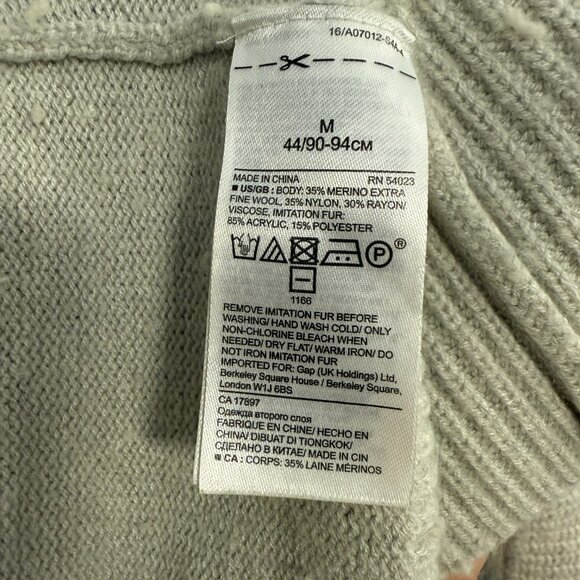 16/A07012-S4A-4
M
44/90-94CM
MADE IN CHINA RN 54023
■ US/GB : BODY: 35% MERINO EXTRA
FINE WOOL, 35% NYLON, 30% RAYON/
VISCOSE, IMITATION FUR:
85% ACRYLIC, 15% POLYESTER
P ®
1166
REMOVE IMITATION FUR BEFORE
WASHING/ HAND WASH COLD/ ONLY
NON-CHLORINE BLEACH WHEN
NEEDED/ DRY FLAT/ WARM IRON/ DO
NOT IRON IMITATION FUR
IMPORTED FOR: Gap (UK Holdings) Ltd,
Berkeley Square House / Berkeley Square,
London W1J 6BS
CA 17897
Одежда второго слоя
FABRIQUE EN CHINE/ HECHO EN
CHINA/ DIBUAT DI TIONGKOK/
СДЕЛАНО В КИТАЕ/ MADE IN CIN
■ CA : CORPS: 35% LAINE MÉRINOS